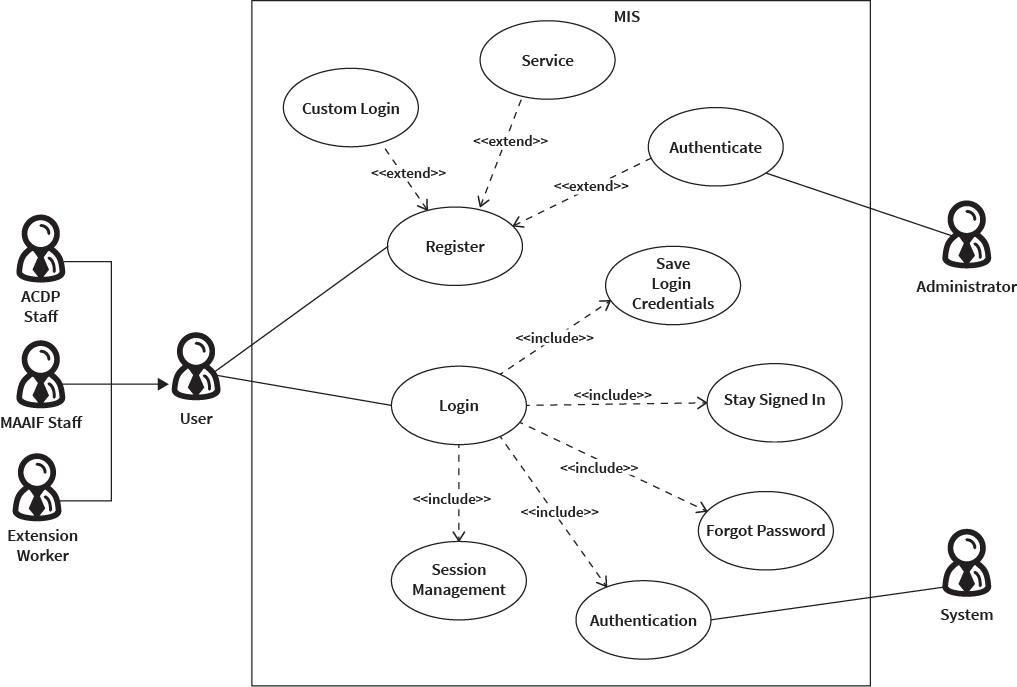 MIS
Service
Custom Login
<<extend>>
Authenticate
<<extend>>
<<extend>>
Register
ACDP
Staff
Administrator
Save
Login
Credentials
<<include>>
MAAIF Staff
User
Login
<<include>>
Stay Signed In
<<include>>
<<include>>
<<include>>
Forgot Password
Extension
Worker
Session
Management
Authentication
System